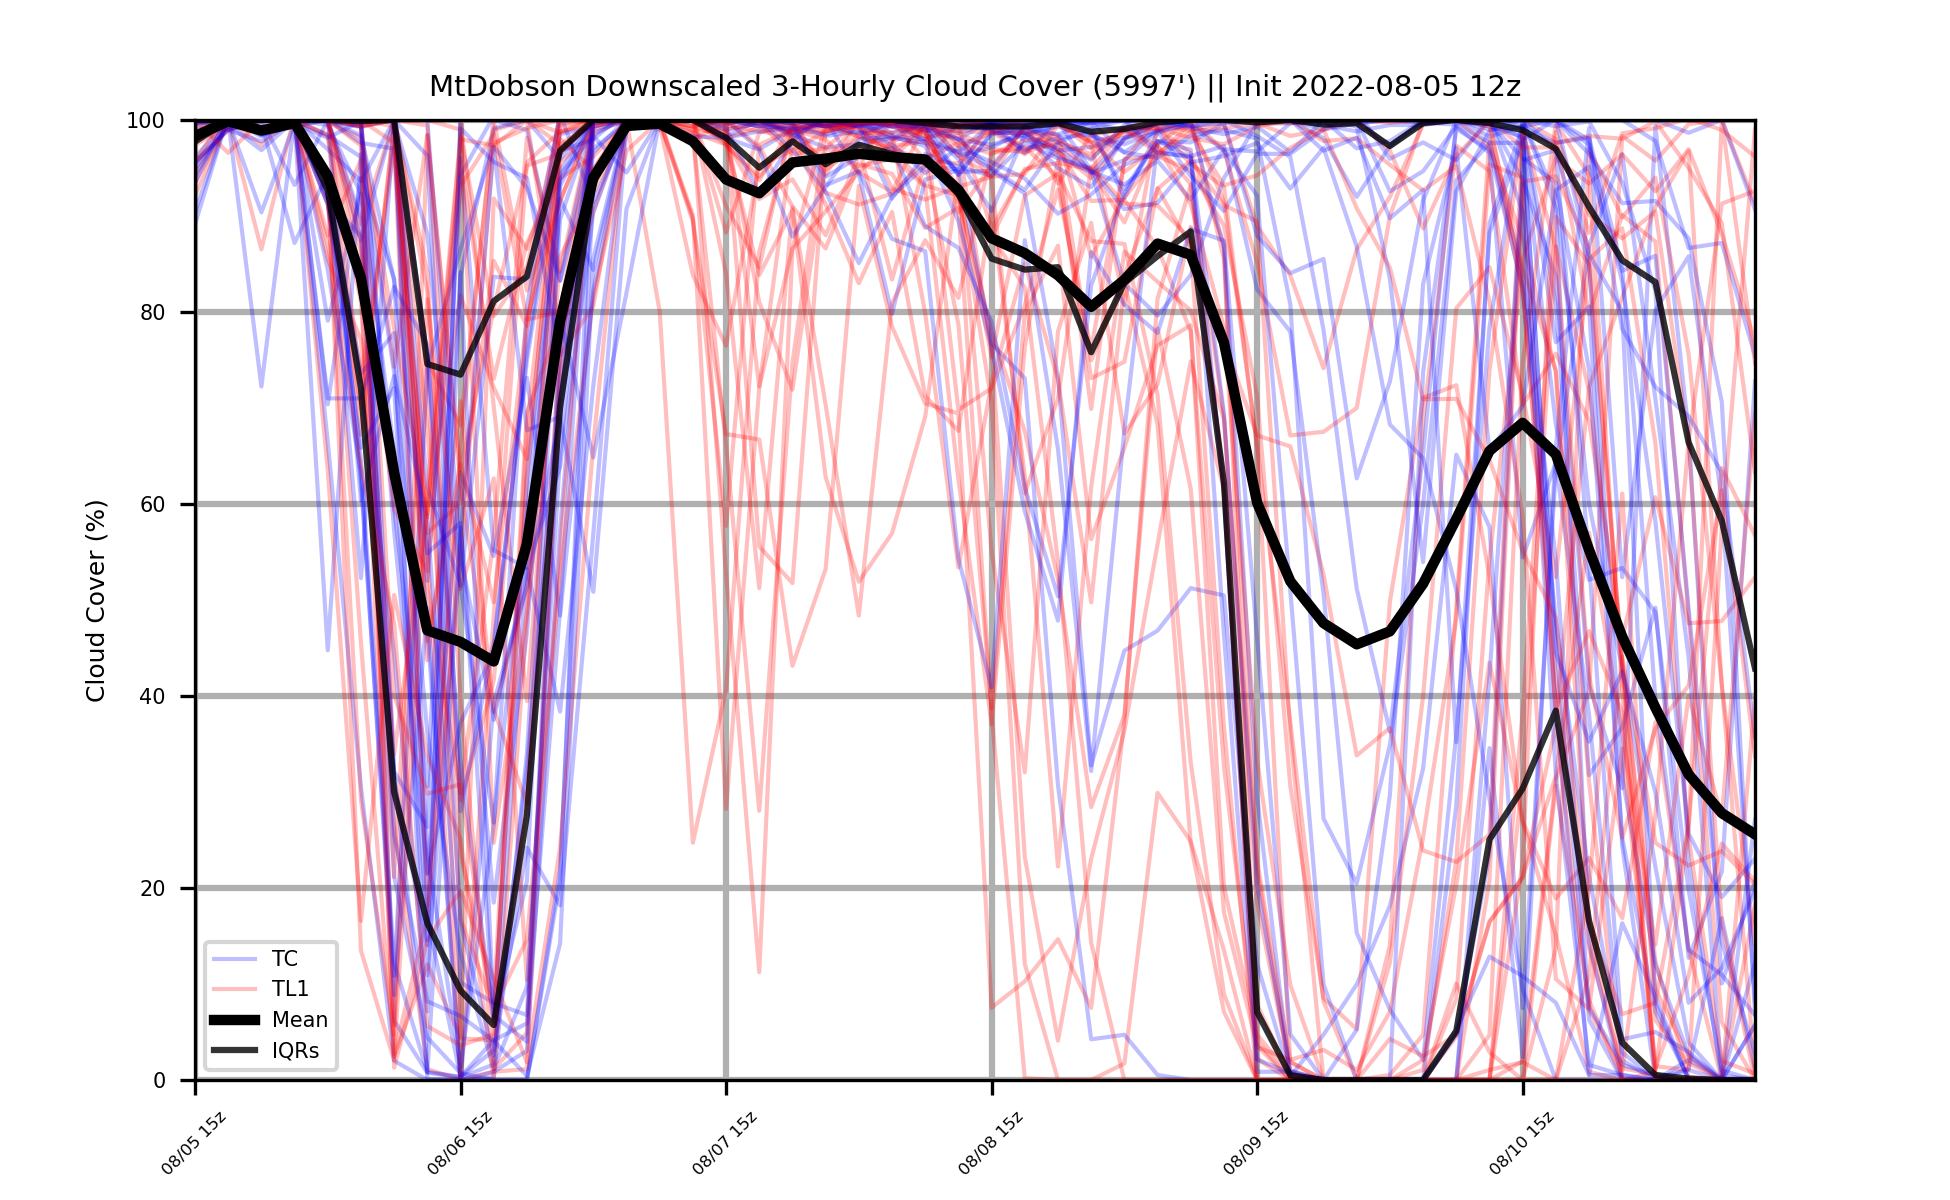 MtDobson Downscaled 3-Hourly Cloud Cover (5997') || Init 2022-08-05 12z
Cloud Cover (%)
100
80
60
40
20
0
TC
TL1
Mean
IQRs
08/05 15z
08/06 15z
08/07 15z
08/08 15z
08/09 15z
08/10 15z